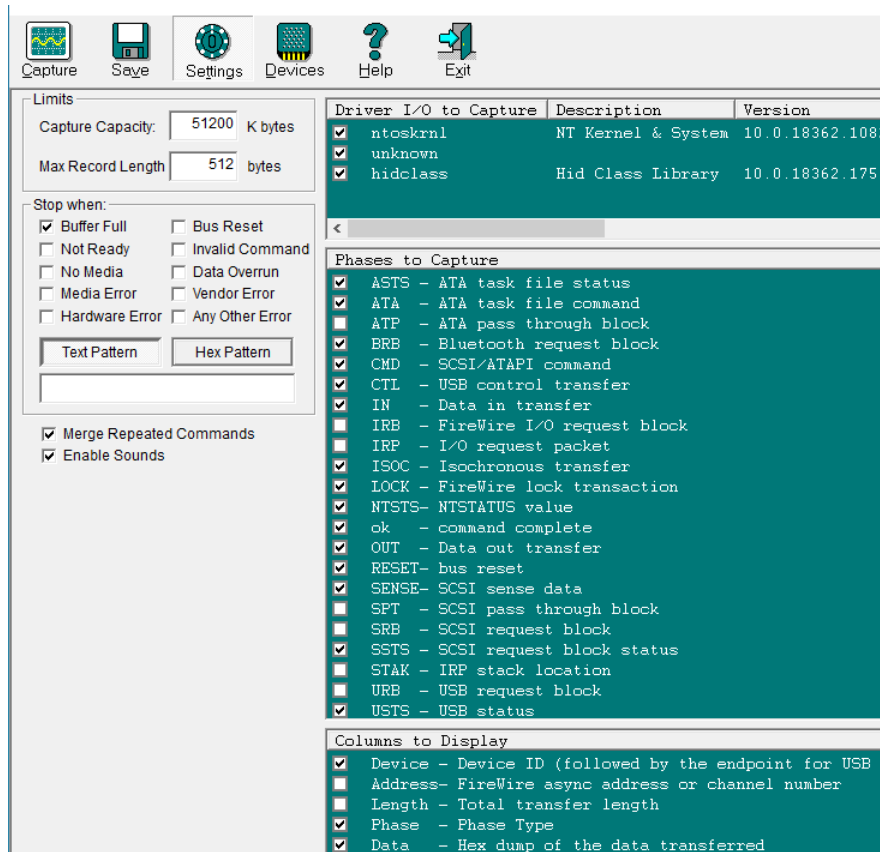 Capture Save Settings Devices Help Exit
Limits
Capture Capacity: 51200 K bytes
Max Record Length 512 bytes
Stop when:
Buffer Full Bus Reset
Not Ready Invalid Command
No Media Data Overrun
Media Error Vendor Error
Hardware Error Any Other Error
Text Pattern Hex Pattern
Merge Repeated Commands
Enable Sounds
Driver I/O to Capture Description Version
ntoskrnl NT Kernel & System 10.0.18362.108
unknown
hidclass Hid Class Library 10.0.18362.175
Phases to Capture
ASTS - ATA task file status
ATA - ATA task file command
ATP - ATA pass through block
BRB - Bluetooth request block
CMD - SCSI/ATAPI command
CTL - USB control transfer
IN - Data in transfer
IRB - FireWire I/O request block
IRP - I/O request packet
ISOC - Isochronous transfer
LOCK - FireWire lock transaction
NTSTS- NTSTATUS value
ok - command complete
OUT - Data out transfer
RESET- bus reset
SENSE- SCSI sense data
SPT - SCSI pass through block
SRB - SCSI request block
SSTS - SCSI request block status
STAK - IRP stack location
URB - USB request block
USTS - USB status
Columns to Display
Device - Device ID (followed by the endpoint for USB
Address- FireWire async address or channel number
Length - Total transfer length
Phase - Phase Type
Data - Hex dump of the data transferred